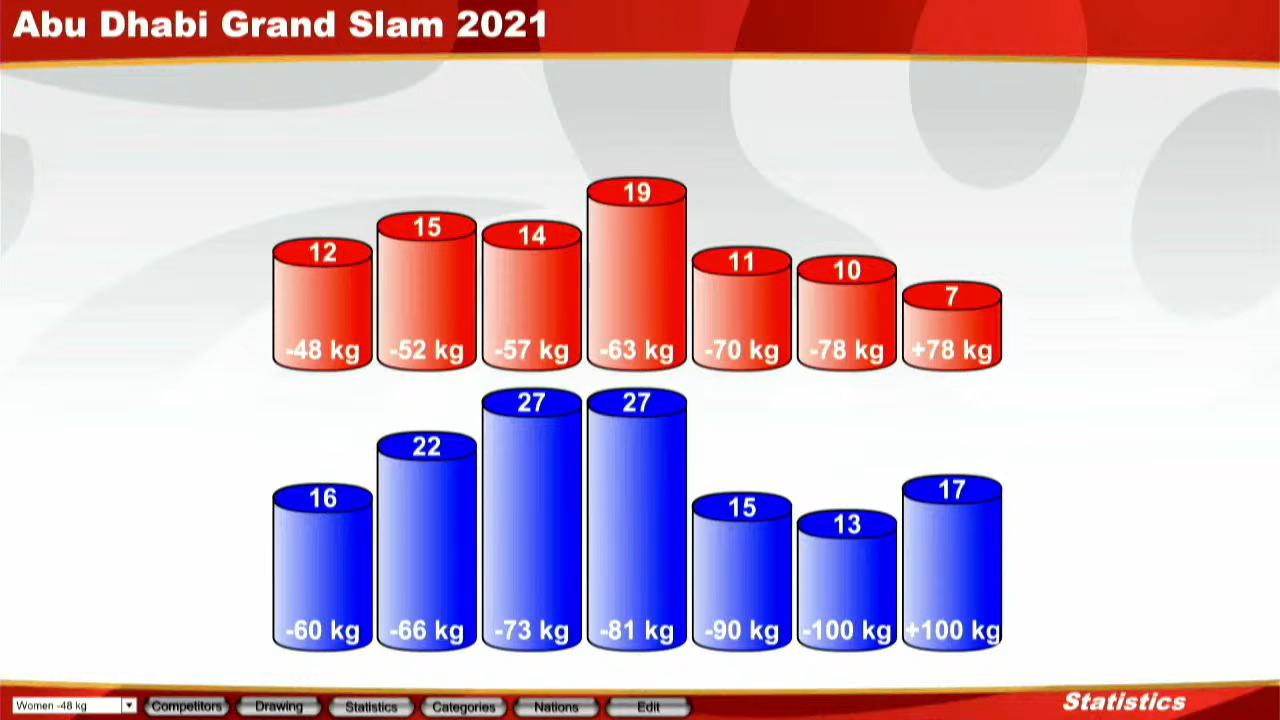 Abu Dhabi Grand Slam 2021
12 15 14 19 11 10 7
-48 kg -52 kg -57 kg -63 kg -70 kg -78 kg +78 kg
16 22 27 27 15 13 17
-60 kg -66 kg -73 kg -81 kg -90 kg -100 kg +100 kg
Women -48 kg Competitors Drawing Statistics Categories Nations Edit Statistics